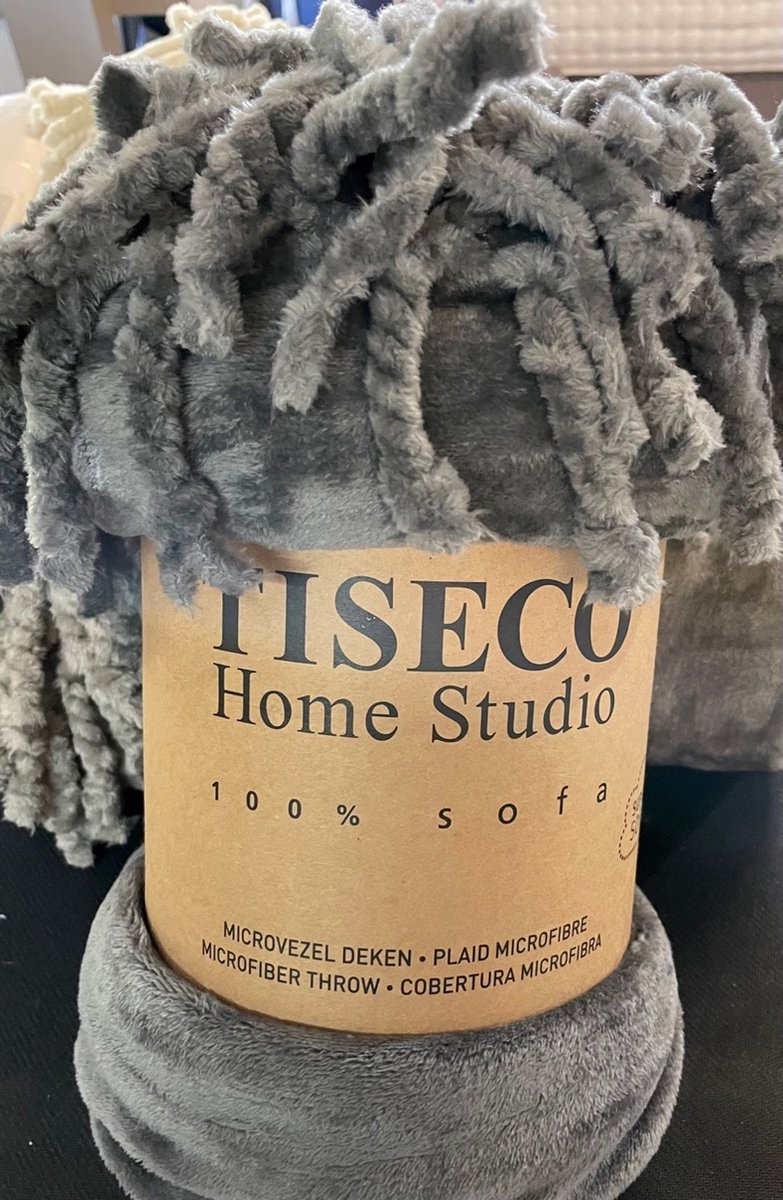 TISECO
Home Studio
100% sofa
MICROVEZEL DEKEN • PLAID MICROFIBRE
MICROFIBER THROW • COBERTURA MICROFIBRA